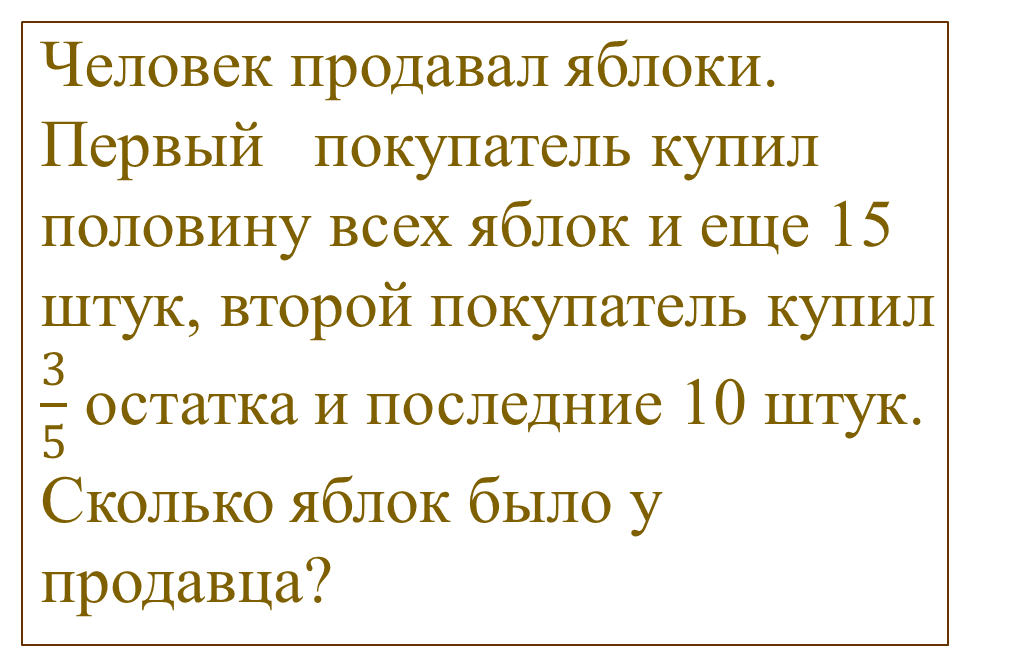 Человек продавал яблоки.
Первый покупатель купил
половину всех яблок и еще 15
штук, второй покупатель купил
3/5 остатка и последние 10 штук.
Сколько яблок было у
продавца?